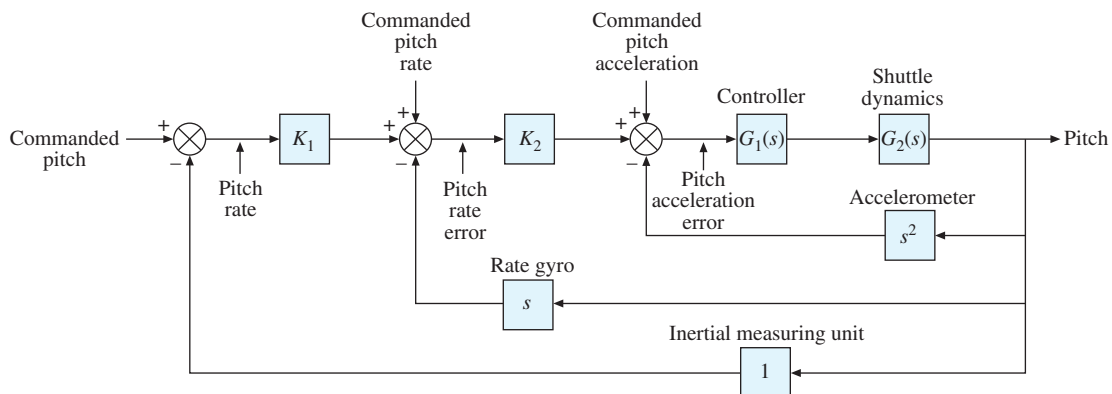 Commanded
pitch
rate
Commanded
pitch
acceleration
Shuttle
dynamics
Controller
Commanded
pitch
+
−
K₁
+
+
−
K₂
+
+
−
G₁(s)
G₂(s)
Pitch
Pitch
rate
Pitch
rate
error
Pitch
acceleration
error
Accelerometer
s²
Rate gyro
s
Inertial measuring unit
1